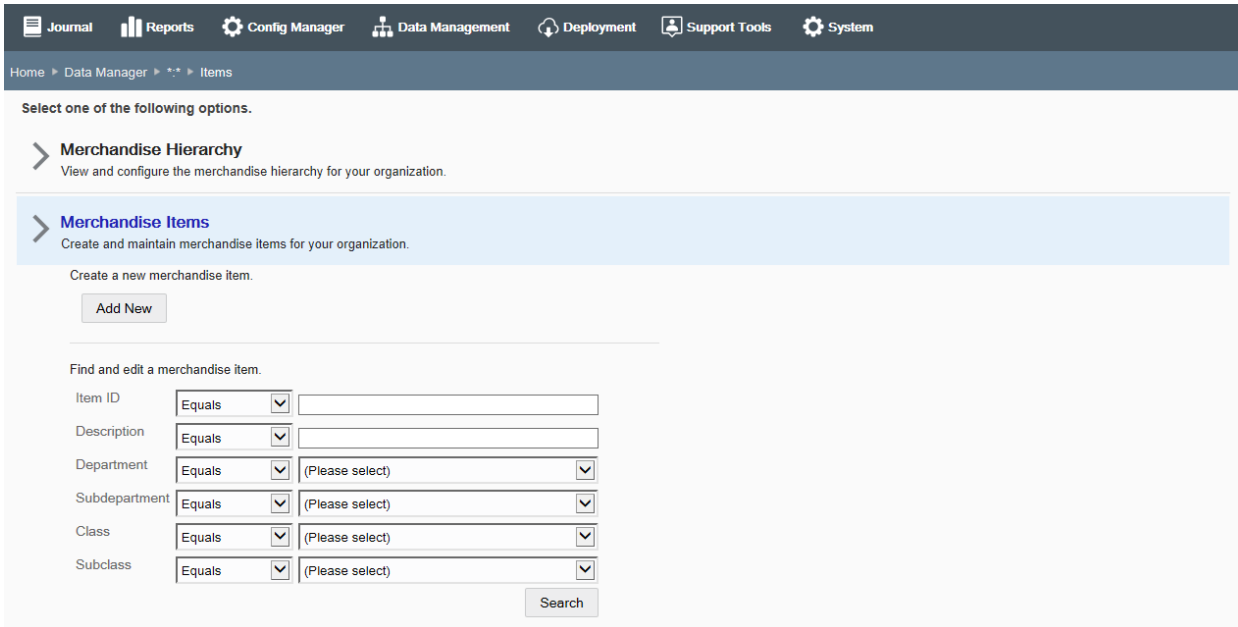 Journal Reports Config Manager Data Management Deployment Support Tools System
Home Data Manager *:* Items
Select one of the following options.
Merchandise Hierarchy
View and configure the merchandise hierarchy for your organization.
Merchandise Items
Create and maintain merchandise items for your organization.
Create a new merchandise item.
Add New
Find and edit a merchandise item.
Item ID Equals
Description Equals
Department Equals (Please select)
Subdepartment Equals (Please select)
Class Equals (Please select)
Subclass Equals (Please select)
Search